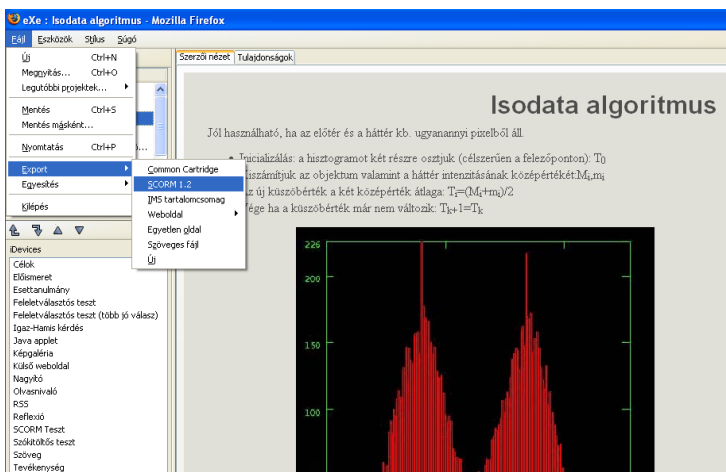 eXe : Isodata algoritmus - Mozilla Firefox
Fájl Eszközök Stílus Súgó
Új Ctrl+N
Megnyitás... Ctrl+O
Legutóbbi projektek...
Mentés Ctrl+S
Mentés másként...
Nyomtatás Ctrl+P
Export
Egyesítés
Kilépés
Common Cartridge
SCORM 1.2
IMS tartalomcsomag
Weboldal
Egyetlen oldal
Szöveges fájl
Új
iDevices
Célok
Előismeret
Esettanulmány
Feleletválasztós teszt
Feleletválasztós teszt (több jó válasz)
Igaz-Hamis kérdés
Java applet
Képgaléria
Külső weboldal
Nagyító
Olvasnivaló
RSS
Reflexió
SCORM Teszt
Szókitöltős teszt
Szöveg
Tevékenység
Szerzői nézet Tulajdonságok
Isodata algoritmus
Jól használható, ha az előtér és a háttér kb. ugyanannyi pixelből áll.
• Inicializálás: a hisztogramot két részre osztjuk (célszerűen a felezőponton): T0
iszámítjuk az objektum valamint a háttér intenzitásának középértékét:Mi,mi
z új küszöbérték a két középérték átlaga: Ti=(Mi+mi)/2
ége ha a küszöbérték már nem változik: Tk+1=Tk
226
200
150
100